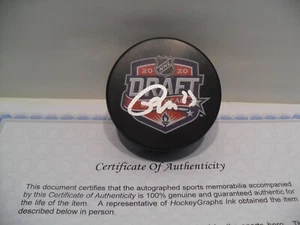 NHL
20 20
DRAFT
Certificate Of Authenticity
This document certifies that the autographed sports memorabilia accompanied
by this Certificate of Authenticity is 100% genuine and guaranteed authentic for
the life of the item. A representative of HockeyGraphs Ink obtained the item
described below in person.